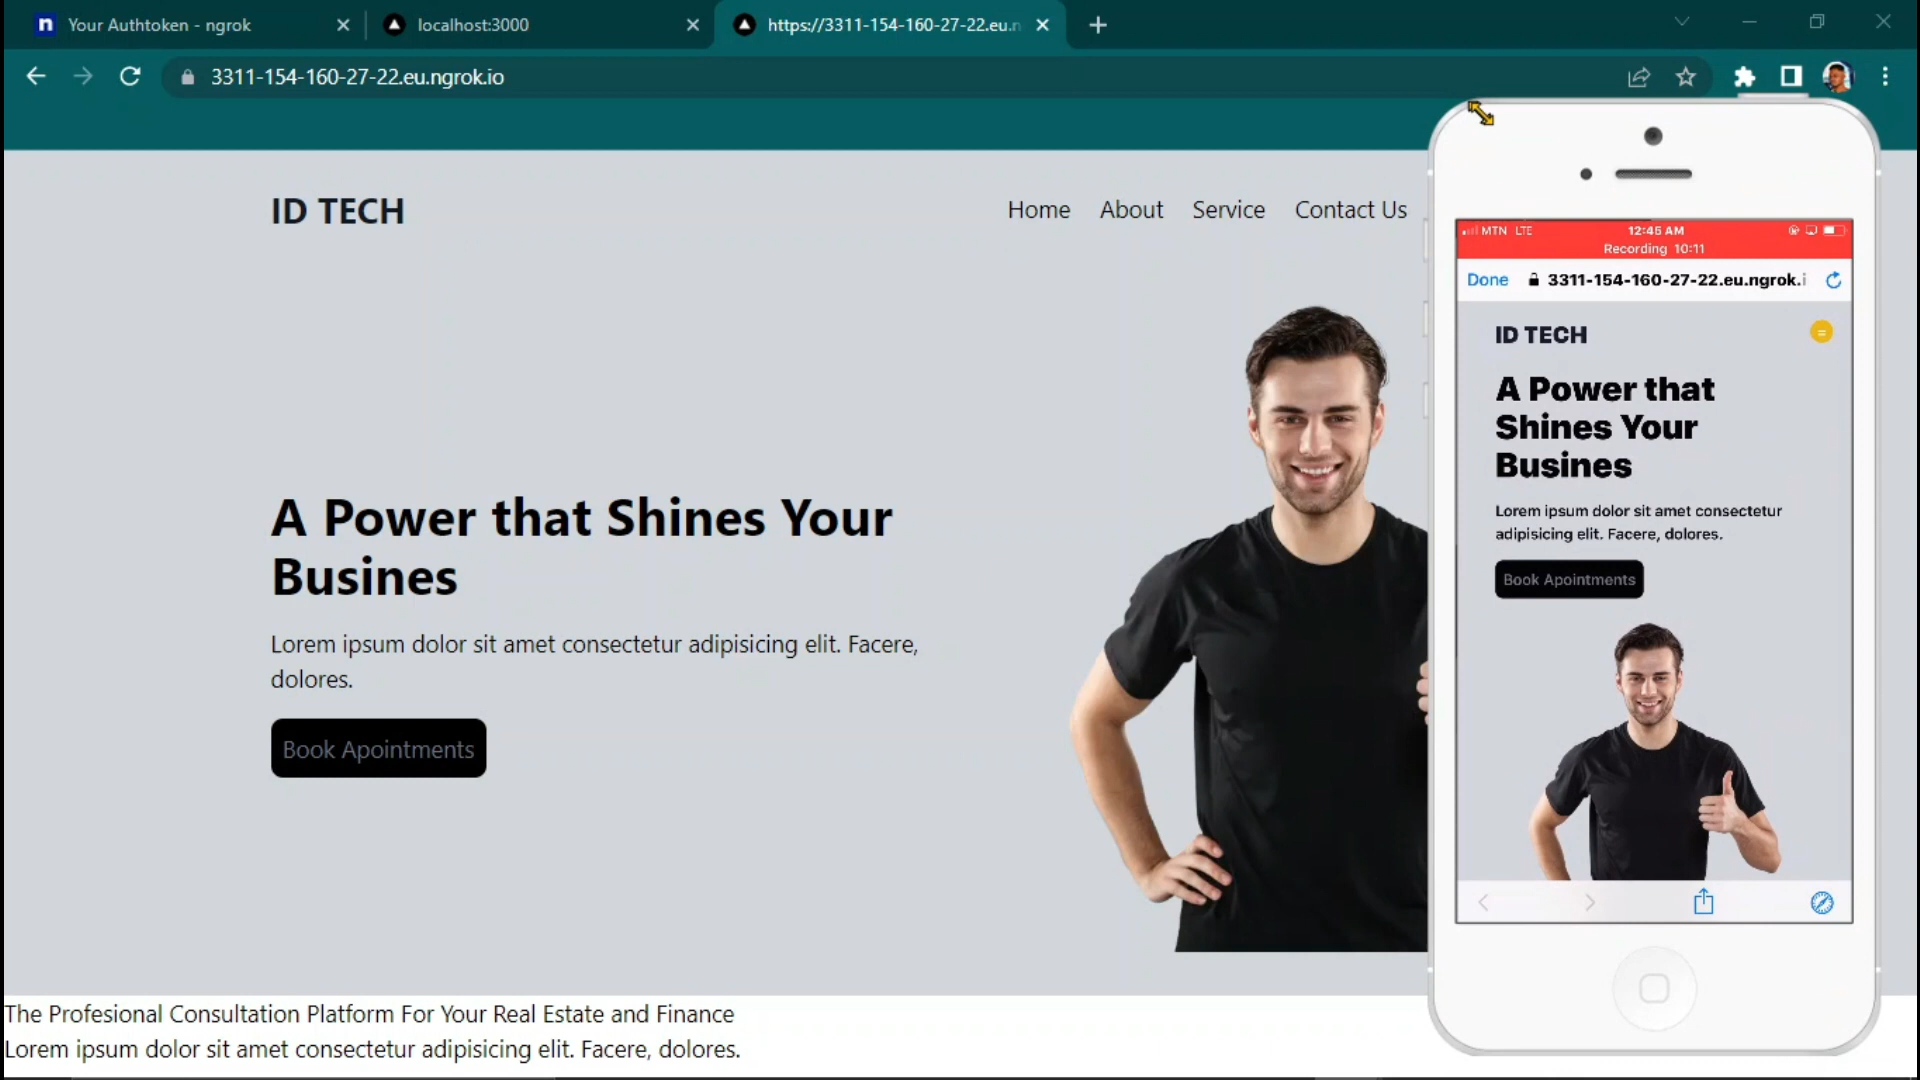 n Your Authtoken - ngrok
localhost:3000
https://3311-154-160-27-22.eu.n
3311-154-160-27-22.eu.ngrok.io
ID TECH
Home About Service Contact Us
A Power that Shines Your
Busines
Lorem ipsum dolor sit amet consectetur adipisicing elit. Facere,
dolores.
Book Apointments
The Profesional Consultation Platform For Your Real Estate and Finance
Lorem ipsum dolor sit amet consectetur adipisicing elit. Facere, dolores.
MTN LTE 12:45 AM
Recording 10:11
Done 3311-154-160-27-22.eu.ngrok.i
ID TECH
A Power that
Shines Your
Busines
Lorem ipsum dolor sit amet consectetur
adipisicing elit. Facere, dolores.
Book Apointments